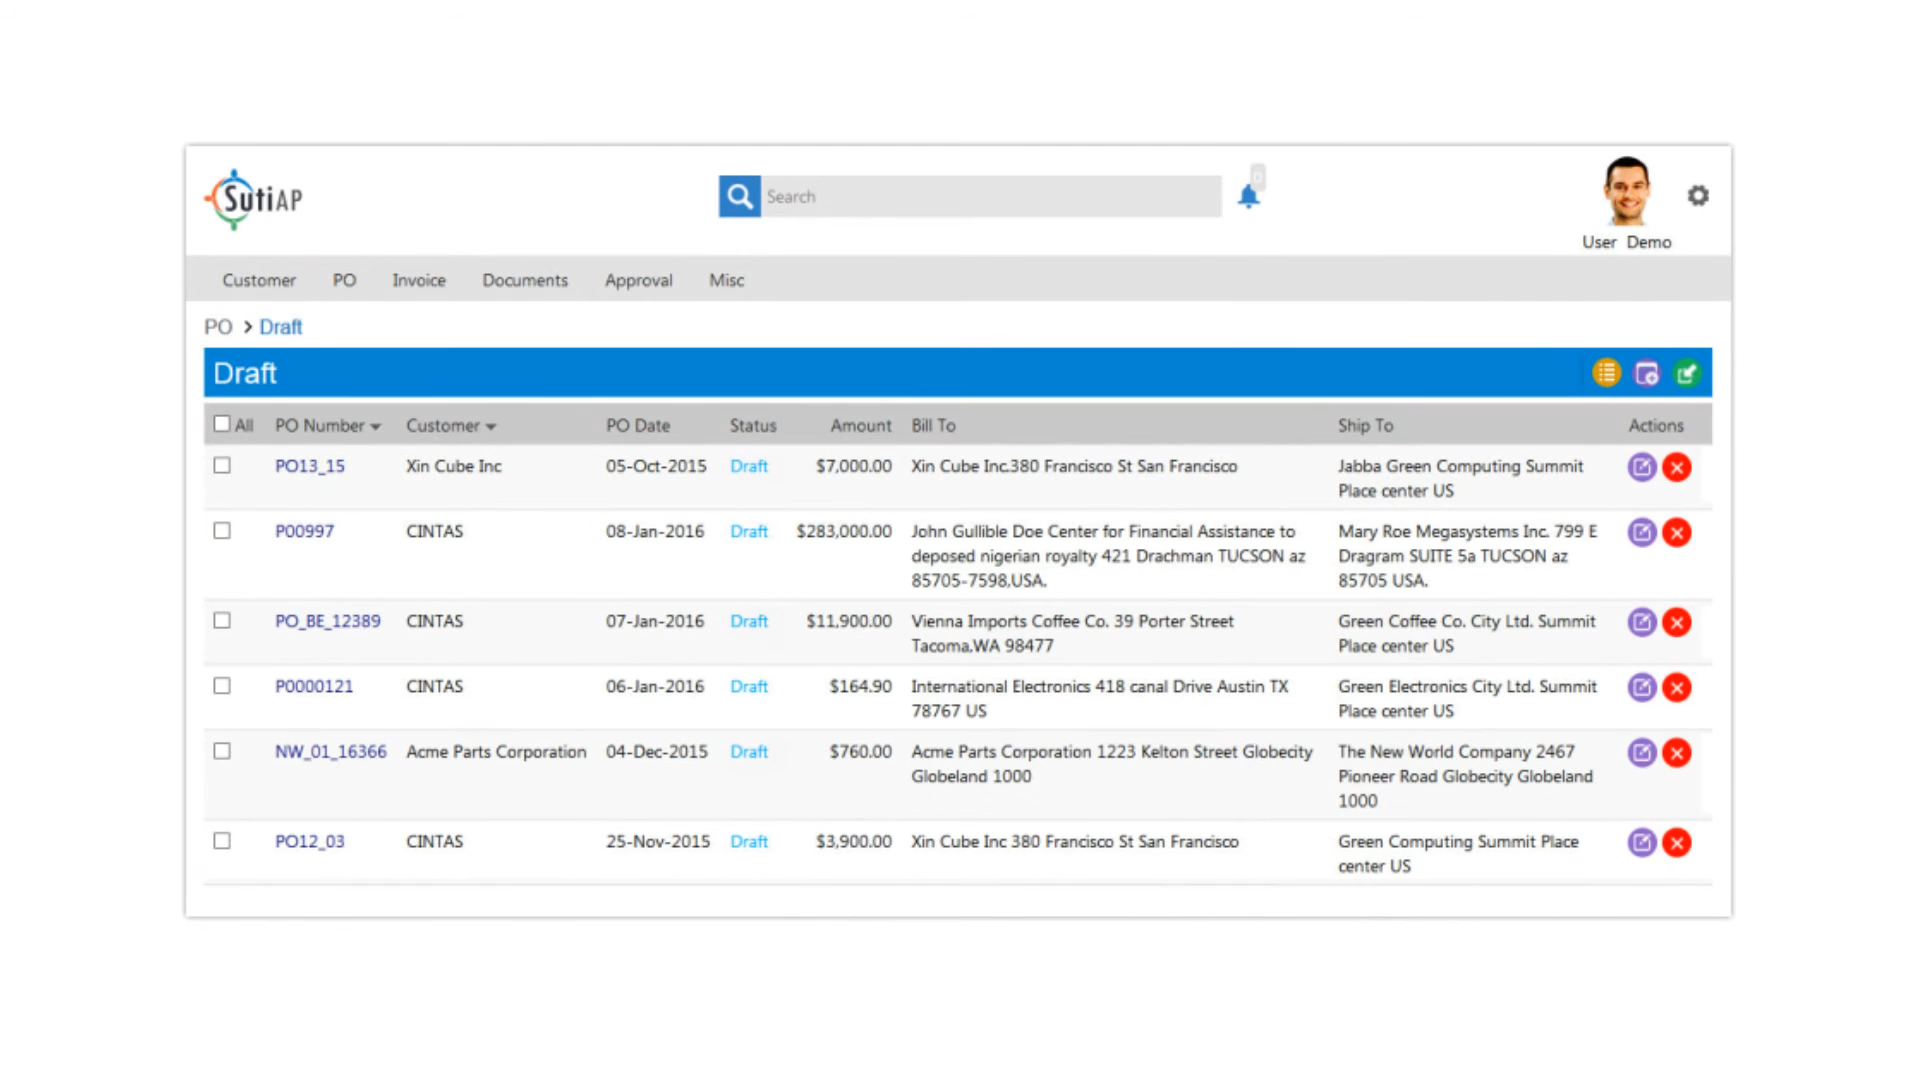 SutiAP
Search
0
User Demo
Customer PO Invoice Documents Approval Misc
PO > Draft
Draft
All PO Number Customer PO Date Status Amount Bill To Ship To Actions
PO13_15 Xin Cube Inc 05-Oct-2015 Draft $7,000.00 Xin Cube Inc.380 Francisco St San Francisco Jabba Green Computing Summit
Place center US
P00997 CINTAS 08-Jan-2016 Draft $283,000.00 John Gullible Doe Center for Financial Assistance to Mary Roe Megasystems Inc. 799 E
deposed nigerian royalty 421 Drachman TUCSON az Dragram SUITE 5a TUCSON az
85705-7598,USA. 85705 USA.
PO_BE_12389 CINTAS 07-Jan-2016 Draft $11,900.00 Vienna Imports Coffee Co. 39 Porter Street Green Coffee Co. City Ltd. Summit
Tacoma,WA 98477 Place center US
P0000121 CINTAS 06-Jan-2016 Draft $164.90 International Electronics 418 canal Drive Austin TX Green Electronics City Ltd. Summit
78767 US Place center US
NW_01_16366 Acme Parts Corporation 04-Dec-2015 Draft $760.00 Acme Parts Corporation 1223 Kelton Street Globecity The New World Company 2467
Globeland 1000 Pioneer Road Globecity Globeland
1000
PO12_03 CINTAS 25-Nov-2015 Draft $3,900.00 Xin Cube Inc 380 Francisco St San Francisco Green Computing Summit Place
center US